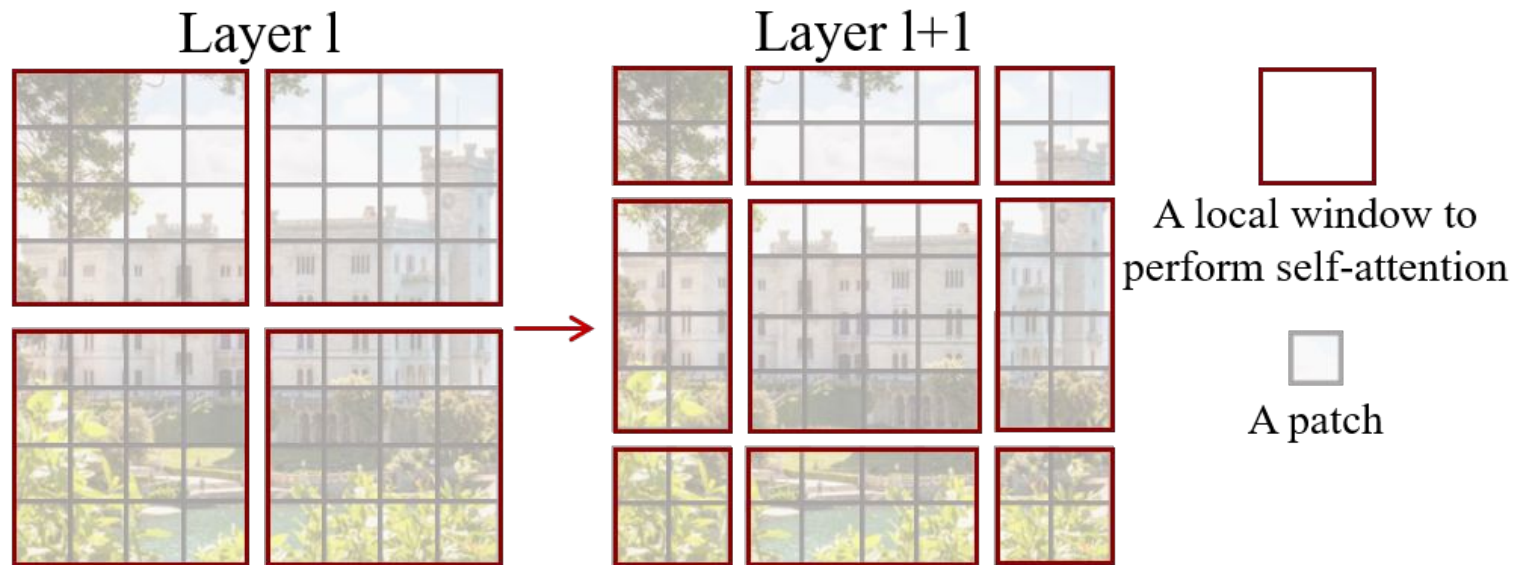 Layer l
Layer l+1
A local window to
perform self-attention
A patch